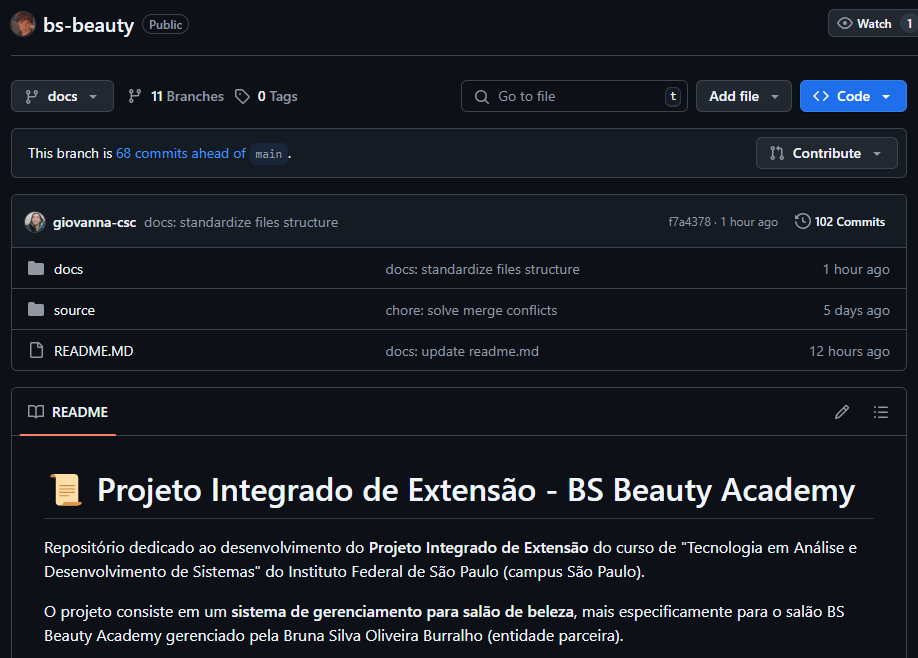 bs-beauty Public Watch 1
docs 11 Branches 0 Tags Go to file t Add file Code
This branch is 68 commits ahead of main . Contribute
giovanna-csc docs: standardize files structure f7a4378 · 1 hour ago 102 Commits
docs docs: standardize files structure 1 hour ago
source chore: solve merge conflicts 5 days ago
README.MD docs: update readme.md 12 hours ago
README
Projeto Integrado de Extensão - BS Beauty Academy
Repositório dedicado ao desenvolvimento do Projeto Integrado de Extensão do curso de "Tecnologia em Análise e
Desenvolvimento de Sistemas" do Instituto Federal de São Paulo (campus São Paulo).
O projeto consiste em um sistema de gerenciamento para salão de beleza, mais especificamente para o salão BS
Beauty Academy gerenciado pela Bruna Silva Oliveira Burralho (entidade parceira).